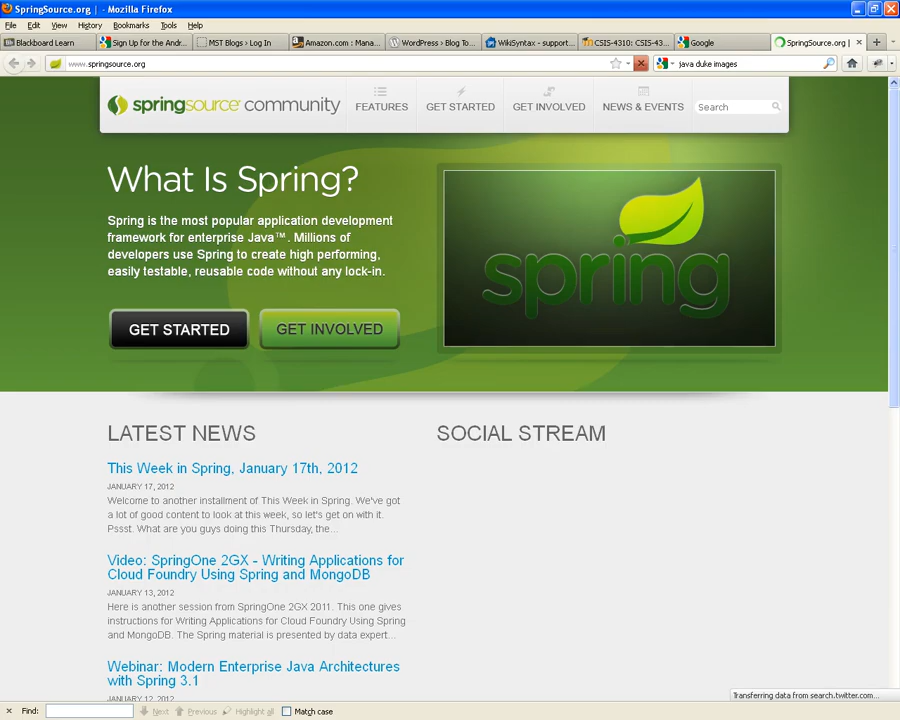 SpringSource.org | - Mozilla Firefox
File Edit View History Bookmarks Tools Help
Blackboard Learn
Sign Up for the Andr...
MST Blogs › Log In
Amazon.com : Mana...
WordPress › Blog To...
WikiSyntax - support...
CSIS-4310: CSIS-43...
Google
SpringSource.org |
www.springsource.org
java duke images
springsource community
FEATURES
GET STARTED
GET INVOLVED
NEWS & EVENTS
Search
What Is Spring?
Spring is the most popular application development
framework for enterprise Java™. Millions of
developers use Spring to create high performing,
easily testable, reusable code without any lock-in.
GET STARTED
GET INVOLVED
spring
LATEST NEWS
This Week in Spring, January 17th, 2012
JANUARY 17, 2012
Welcome to another installment of This Week in Spring. We've got
a lot of good content to look at this week, so let's get on with it.
Pssst. What are you guys doing this Thursday, the...
Video: SpringOne 2GX - Writing Applications for
Cloud Foundry Using Spring and MongoDB
JANUARY 13, 2012
Here is another session from SpringOne 2GX 2011. This one gives
instructions for Writing Applications for Cloud Foundry Using Spring
and MongoDB. The Spring material is presented by data expert...
Webinar: Modern Enterprise Java Architectures
with Spring 3.1
JANUARY 12, 2012
SOCIAL STREAM
Transferring data from search.twitter.com...
Find: Next Previous Highlight all Match case